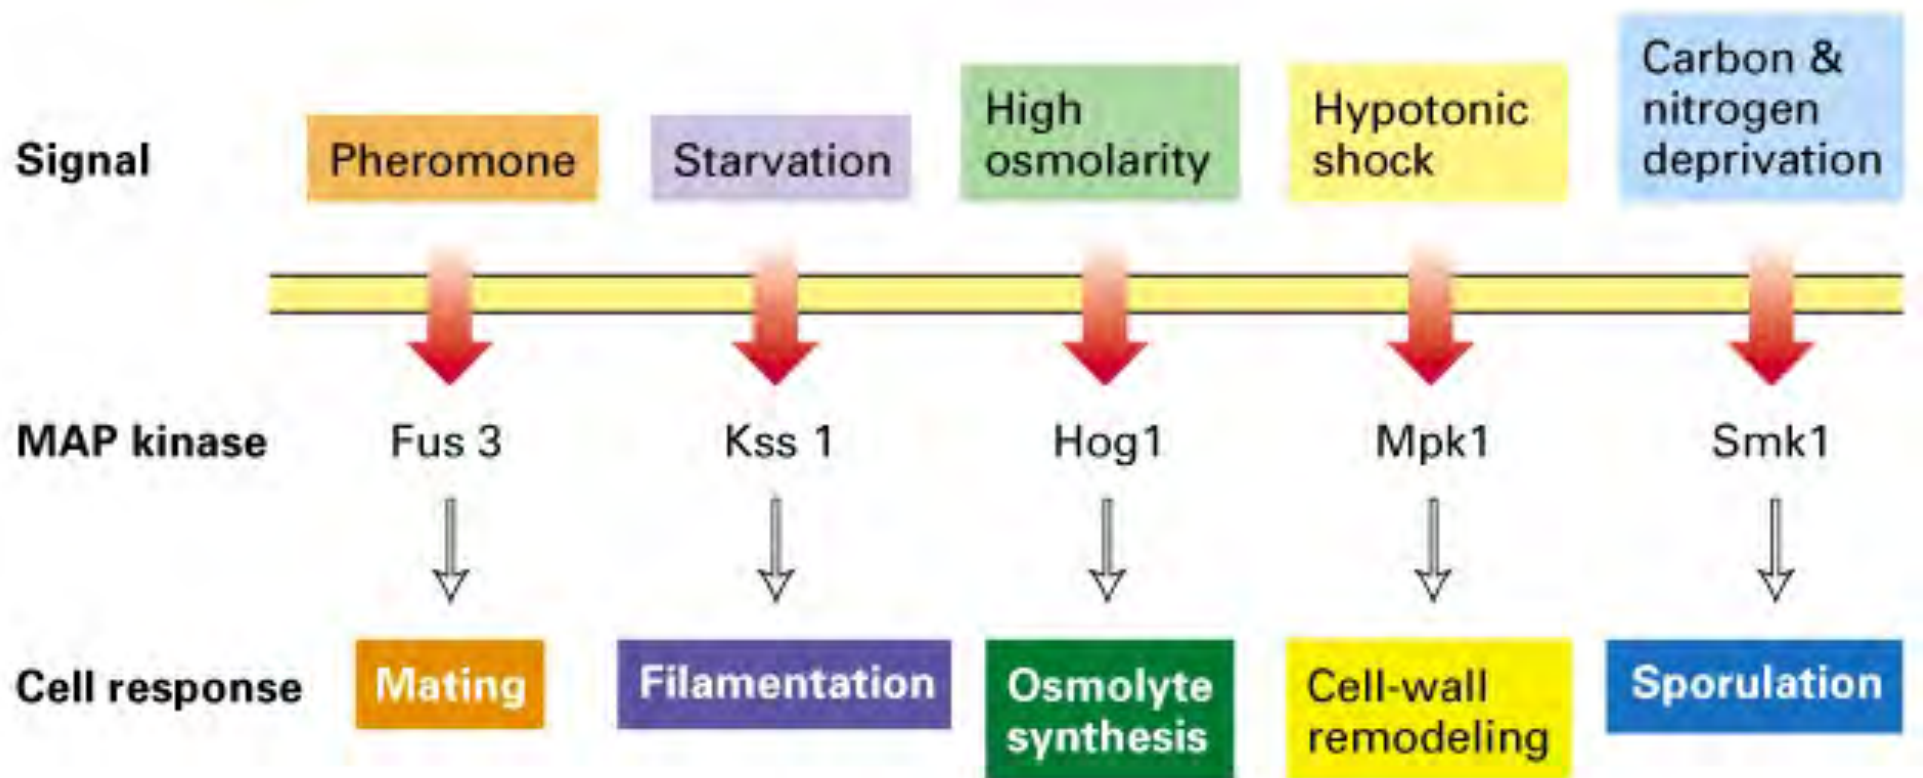 Signal
Pheromone
Starvation
High
osmolarity
Hypotonic
shock
Carbon &
nitrogen
deprivation
MAP kinase
Fus 3
Kss 1
Hog1
Mpk1
Smk1
Cell response
Mating
Filamentation
Osmolyte
synthesis
Cell-wall
remodeling
Sporulation